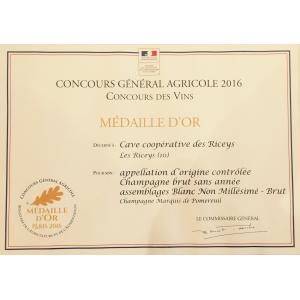 CONCOURS GÉNÉRAL AGRICOLE 2016
CONCOURS DES VINS
MÉDAILLE D'OR
DÉCERNÉE À : Cave coopérative des Riceys
Les Riceys (10)
POUR SON : appellation d'origine contrôlée
Champagne brut sans année
assemblages Blanc Non Millésimé - Brut
Champagne Marquis de Pomereuil
CONCOURS GÉNÉRAL AGRICOLE
MÉDAILLE
D'OR
PARIS 2016
LE COMMISSAIRE GÉNÉRAL